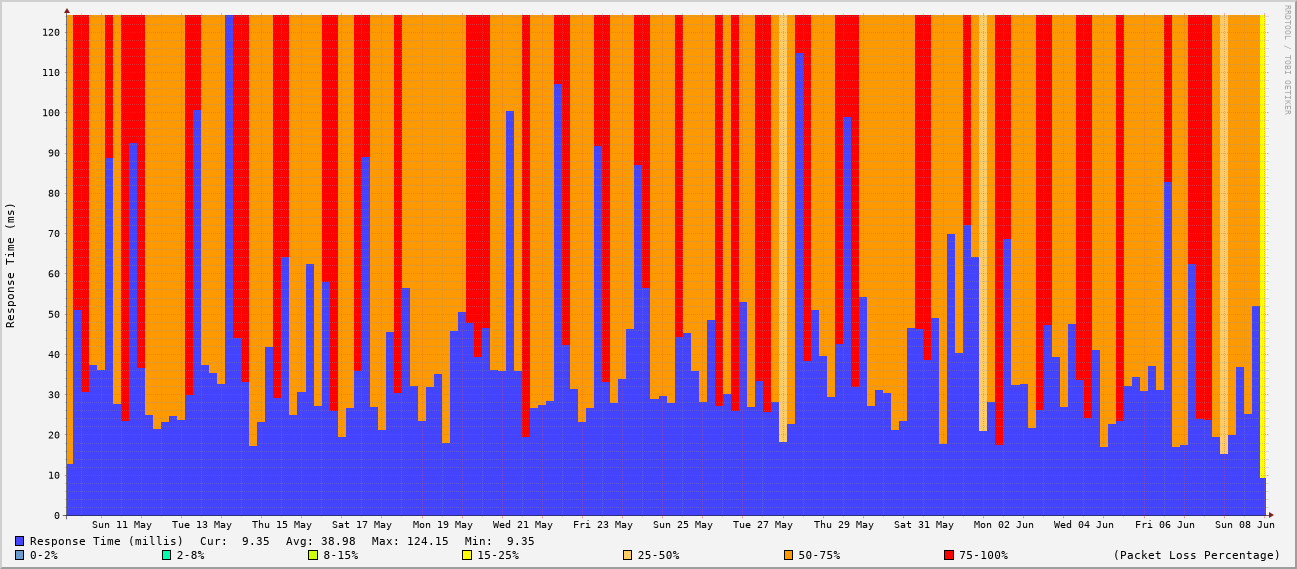 RRDTOOL / TOBI OETIKER
Response Time (ms)
120
110
100
90
80
70
60
50
40
30
20
10
0
Sun 11 May Tue 13 May Thu 15 May Sat 17 May Mon 19 May Wed 21 May Fri 23 May Sun 25 May Tue 27 May Thu 29 May Sat 31 May Mon 02 Jun Wed 04 Jun Fri 06 Jun Sun 08 Jun
Response Time (millis) Cur: 9.35 Avg: 38.98 Max: 124.15 Min: 9.35
0-2% 2-8% 8-15% 15-25% 25-50% 50-75% 75-100% (Packet Loss Percentage)